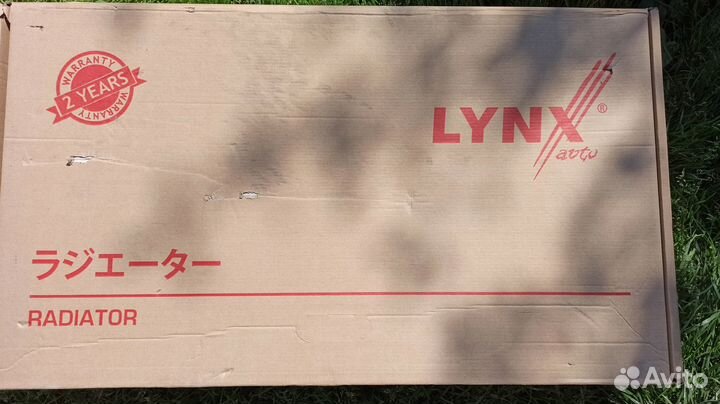 WARRANTY
2 YEARS
WARRANTY
LYNX®
auto
ラジエーター
RADIATOR
Avito